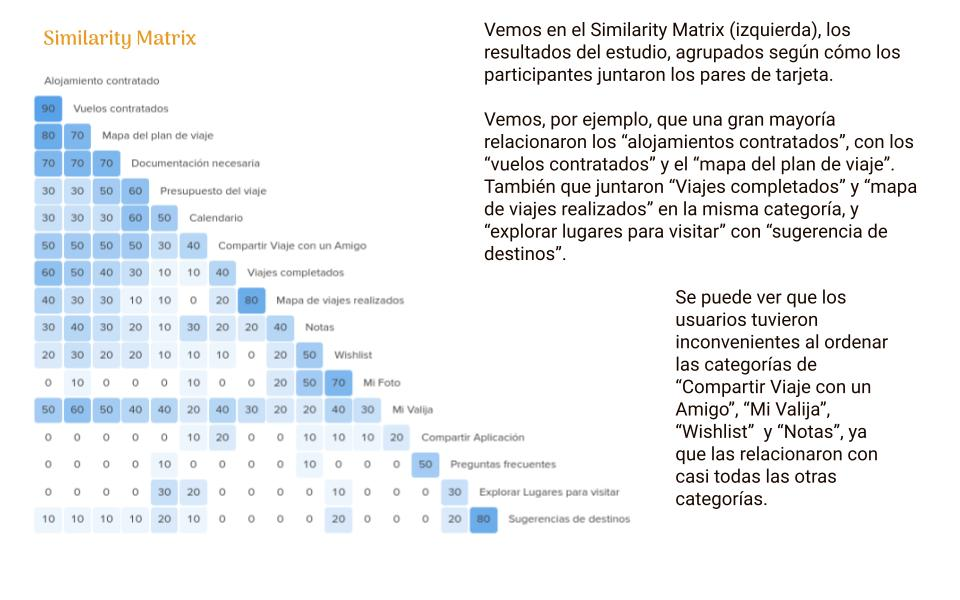 Similarity Matrix
Alojamiento contratado
90 Vuelos contratados
80 70 Mapa del plan de viaje
70 70 70 Documentación necesaria
30 30 50 60 Presupuesto del viaje
30 30 30 60 50 Calendario
50 50 50 50 30 40 Compartir Viaje con un Amigo
60 50 40 30 10 10 40 Viajes completados
40 30 30 10 10 0 20 80 Mapa de viajes realizados
30 40 30 20 10 30 20 20 40 Notas
20 30 20 20 10 10 10 0 20 50 Wishlist
0 10 0 0 0 10 0 0 20 50 70 Mi Foto
50 60 50 40 40 20 40 30 20 20 40 30 Mi Valija
0 0 0 0 0 10 20 0 0 10 10 10 20 Compartir Aplicación
0 0 0 0 10 0 0 0 0 10 0 0 0 50 Preguntas frecuentes
0 0 0 0 30 20 0 0 0 0 10 0 0 0 30 Explorar Lugares para visitar
10 10 10 10 20 10 0 0 0 0 20 0 0 0 20 80 Sugerencias de destinos
Vemos en el Similarity Matrix (izquierda), los
resultados del estudio, agrupados según cómo los
participantes juntaron los pares de tarjeta.
Vemos, por ejemplo, que una gran mayoría
relacionaron los “alojamientos contratados”, con los
“vuelos contratados” y el “mapa del plan de viaje”.
También que juntaron “Viajes completados” y “mapa
de viajes realizados” en la misma categoría, y
“explorar lugares para visitar” con “sugerencia de
destinos”.
Se puede ver que los
usuarios tuvieron
inconvenientes al ordenar
las categorías de
“Compartir Viaje con un
Amigo”, “Mi Valija”,
“Wishlist” y “Notas”, ya
que las relacionaron con
casi todas las otras
categorías.